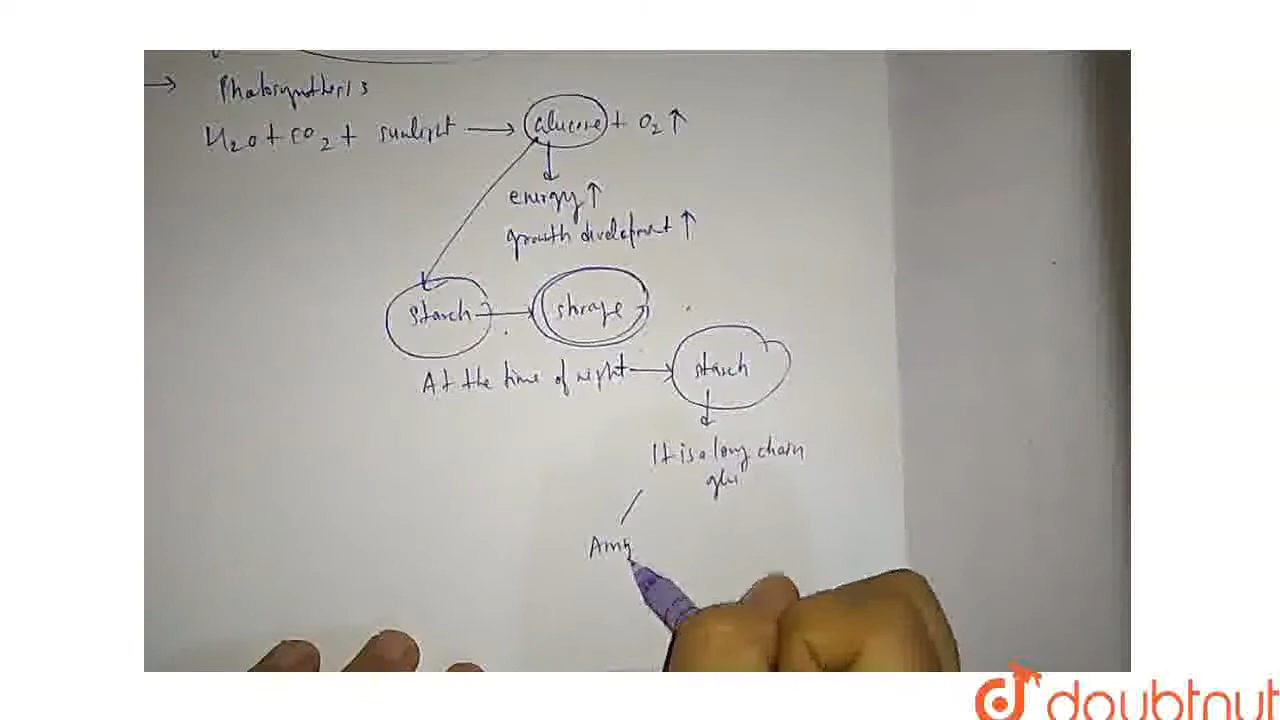 → Photosynthesis
H₂O + CO₂ + sunlight → Glucose + O₂ ↑
energy ↑
growth development ↑
Starch → storage
At the time of night → starch
It is a long chain
glu
Amy
doubtnut